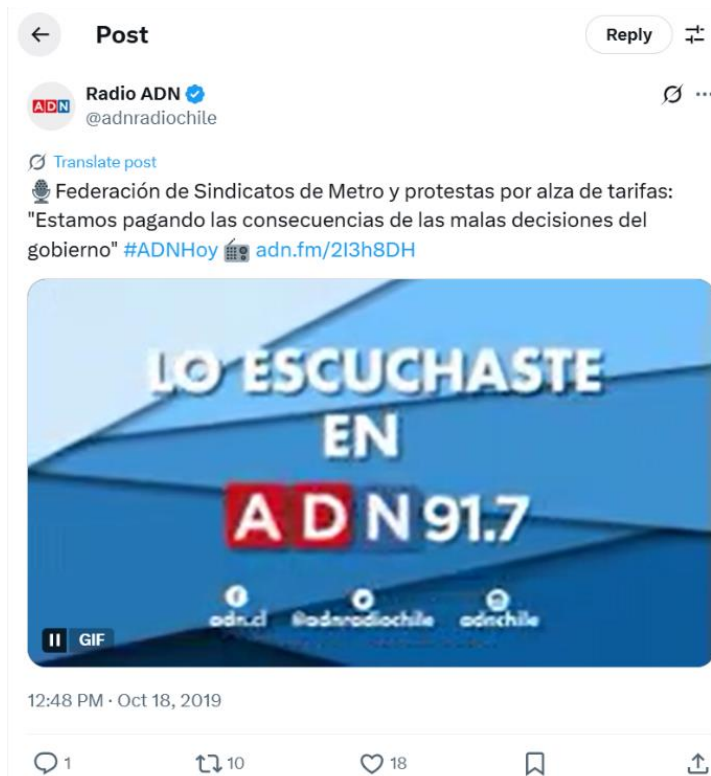 Post
Reply
Radio ADN
ADN
@adnradiochile
Translate post
Federación de Sindicatos de Metro y protestas por alza de tarifas:
"Estamos pagando las consecuencias de las malas decisiones del
gobierno" #ADNHoy adn.fm/2I3h8DH
LO ESCUCHASTE
EN
ADN 91.7
adn.cl @adnradiochile adnchile
GIF
12:48 PM · Oct 18, 2019
1 10 18